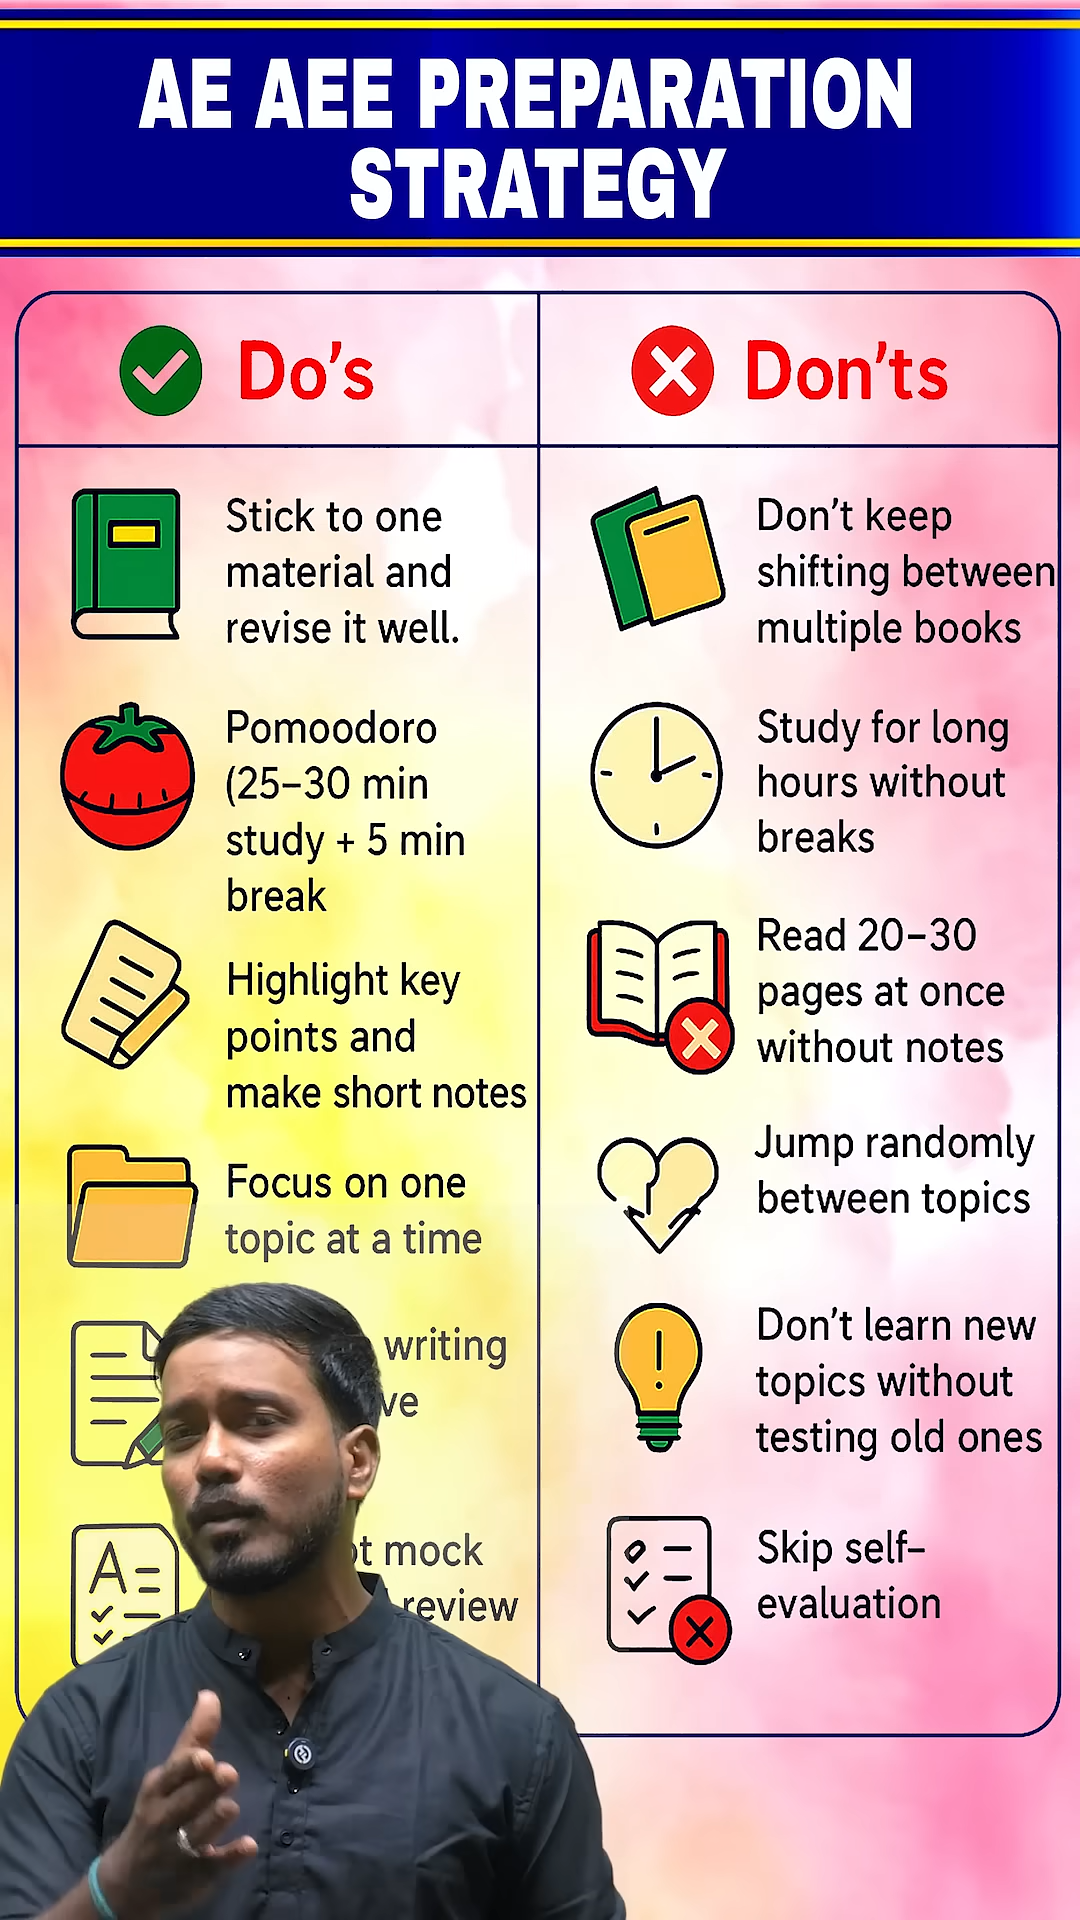 AE AEE PREPARATION
STRATEGY
Do's
Don'ts
Stick to one
material and
revise it well.
Don't keep
shifting between
multiple books
Pomoodoro
(25–30 min
study + 5 min
break
Study for long
hours without
breaks
Highlight key
points and
make short notes
Read 20–30
pages at once
without notes
Focus on one
topic at a time
Jump randomly
between topics
writing
Don't learn new
topics without
testing old ones
mock
review
Skip self-
evaluation